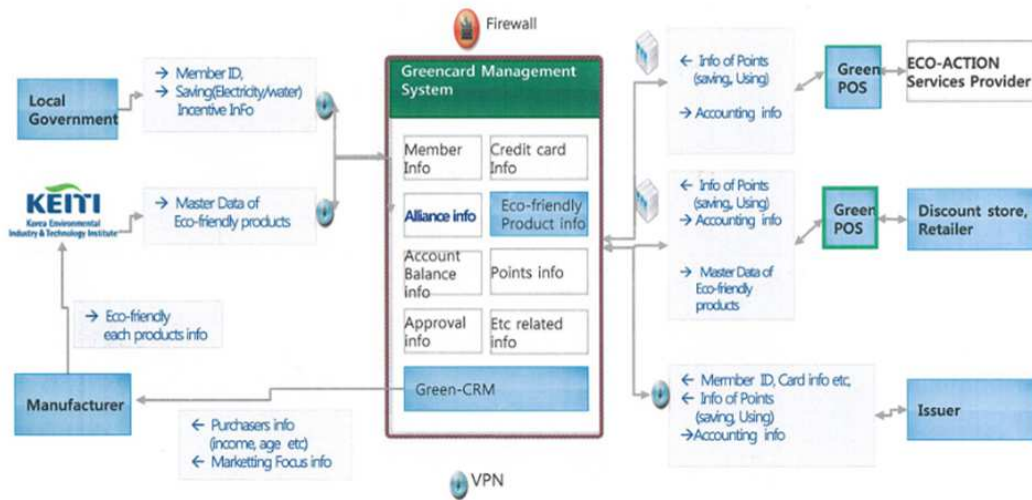 Firewall
Local
Government
→ Member ID,
→ Saving(Electricity/water)
Incentive InFo
KEITI
Korea Environmental
Industry & Technology Institute
→ Master Data of
Eco-friendly products
→ Eco-friendly
each products info
Manufacturer
← Purchasers info
(income, age etc)
← Marketting Focus info
Greencard Management
System
Member
Info
Credit card
Info
Alliance info
Eco-friendly
Product info
Account
Balance
info
Points info
Approval
info
Etc related
info
Green-CRM
VPN
← Info of Points
(saving, Using)
→ Accounting info
Green
POS
ECO-ACTION
Services Provider
← Info of Points
(saving, Using)
→ Accounting info
→ Master Data of
Eco-friendly
products
Green
POS
Discount store,
Retailer
← Mermber ID, Card info etc,
← Info of Points
(saving, Using)
→Accounting info
Issuer